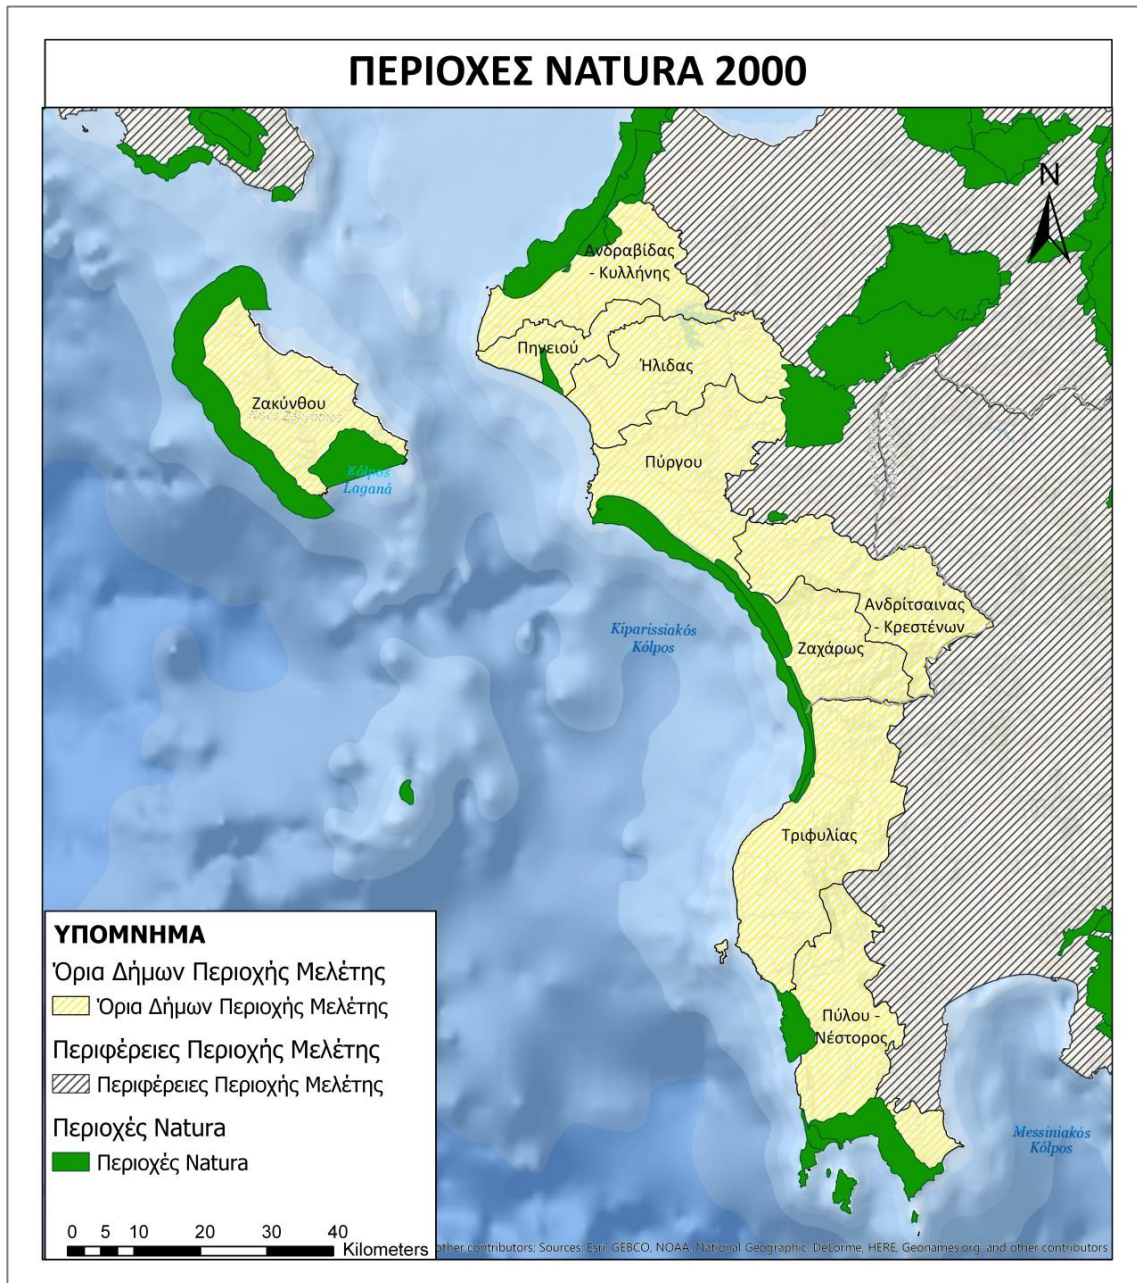 ΠΕΡΙΟΧΕΣ NATURA 2000
N
Ανδραβίδας
- Κυλλήνης
Πηνειού
Ήλιδας
Ζακύνθου
Πύργου
Kólpos
Laganá
Ανδρίτσαινας
- Κρεστένων
Kiparissiakós
Kólpos
Ζαχάρως
Τριφυλίας
Πύλου -
Νέστορος
Messiniakós
Kólpos
ΥΠΟΜΝΗΜΑ
Όρια Δήμων Περιοχής Μελέτης
Όρια Δήμων Περιοχής Μελέτης
Περιφέρειες Περιοχής Μελέτης
Περιφέρειες Περιοχής Μελέτης
Περιοχές Natura
Περιοχές Natura
0 5 10 20 30 40
Kilometers
other contributors; Sources: Esri, GEBCO, NOAA, National Geographic, DeLorme, HERE, Geonames.org, and other contributors